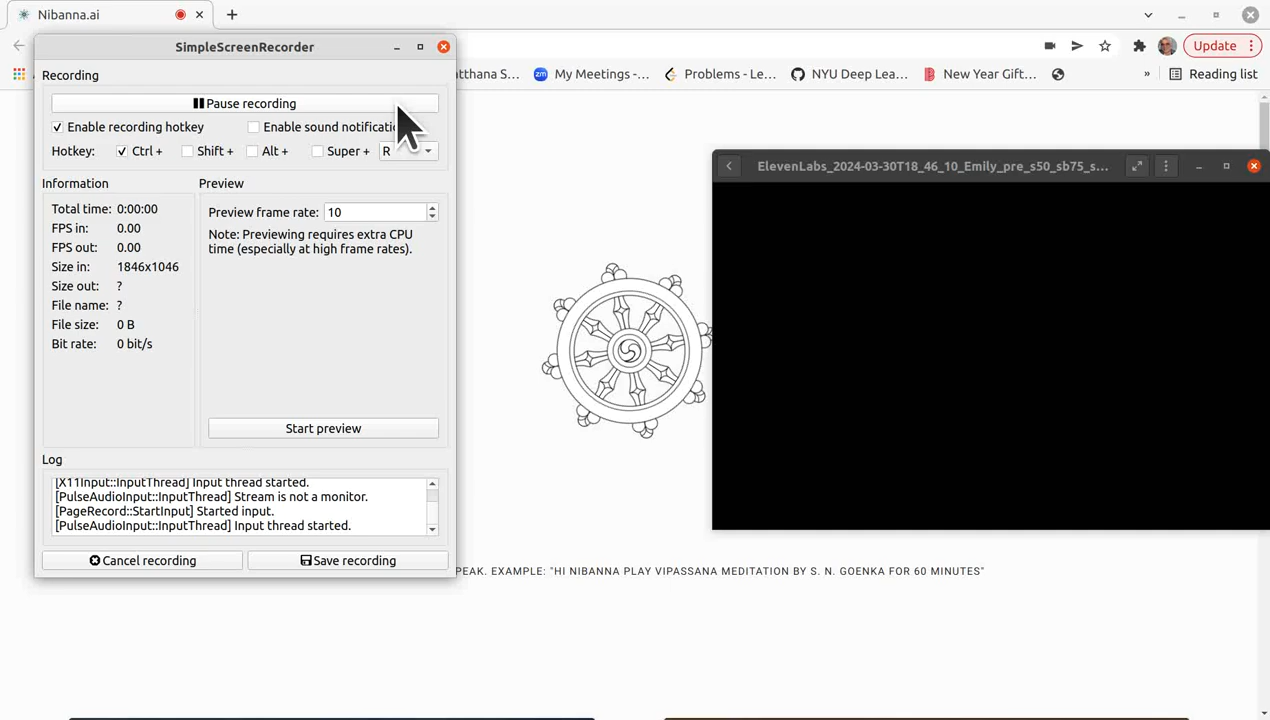 Nibanna.ai
SimpleScreenRecorder
Update
atthana S...
My Meetings -...
Problems - Le...
NYU Deep Lea...
New Year Gift...
»
Reading list
Recording
Pause recording
Enable recording hotkey
Enable sound notificatio
Hotkey:
Ctrl +
Shift +
Alt +
Super +
R
Information
Total time: 0:00:00
FPS in: 0.00
FPS out: 0.00
Size in: 1846x1046
Size out: ?
File name: ?
File size: 0 B
Bit rate: 0 bit/s
Preview
Preview frame rate: 10
Note: Previewing requires extra CPU
time (especially at high frame rates).
Start preview
Log
[X11Input::InputThread] Input thread started.
[PulseAudioInput::InputThread] Stream is not a monitor.
[PageRecord::StartInput] Started input.
[PulseAudioInput::InputThread] Input thread started.
Cancel recording
Save recording
ElevenLabs_2024-03-30T18_46_10_Emily_pre_s50_sb75_s...
PEAK. EXAMPLE: "HI NIBANNA PLAY VIPASSANA MEDITATION BY S. N. GOENKA FOR 60 MINUTES"